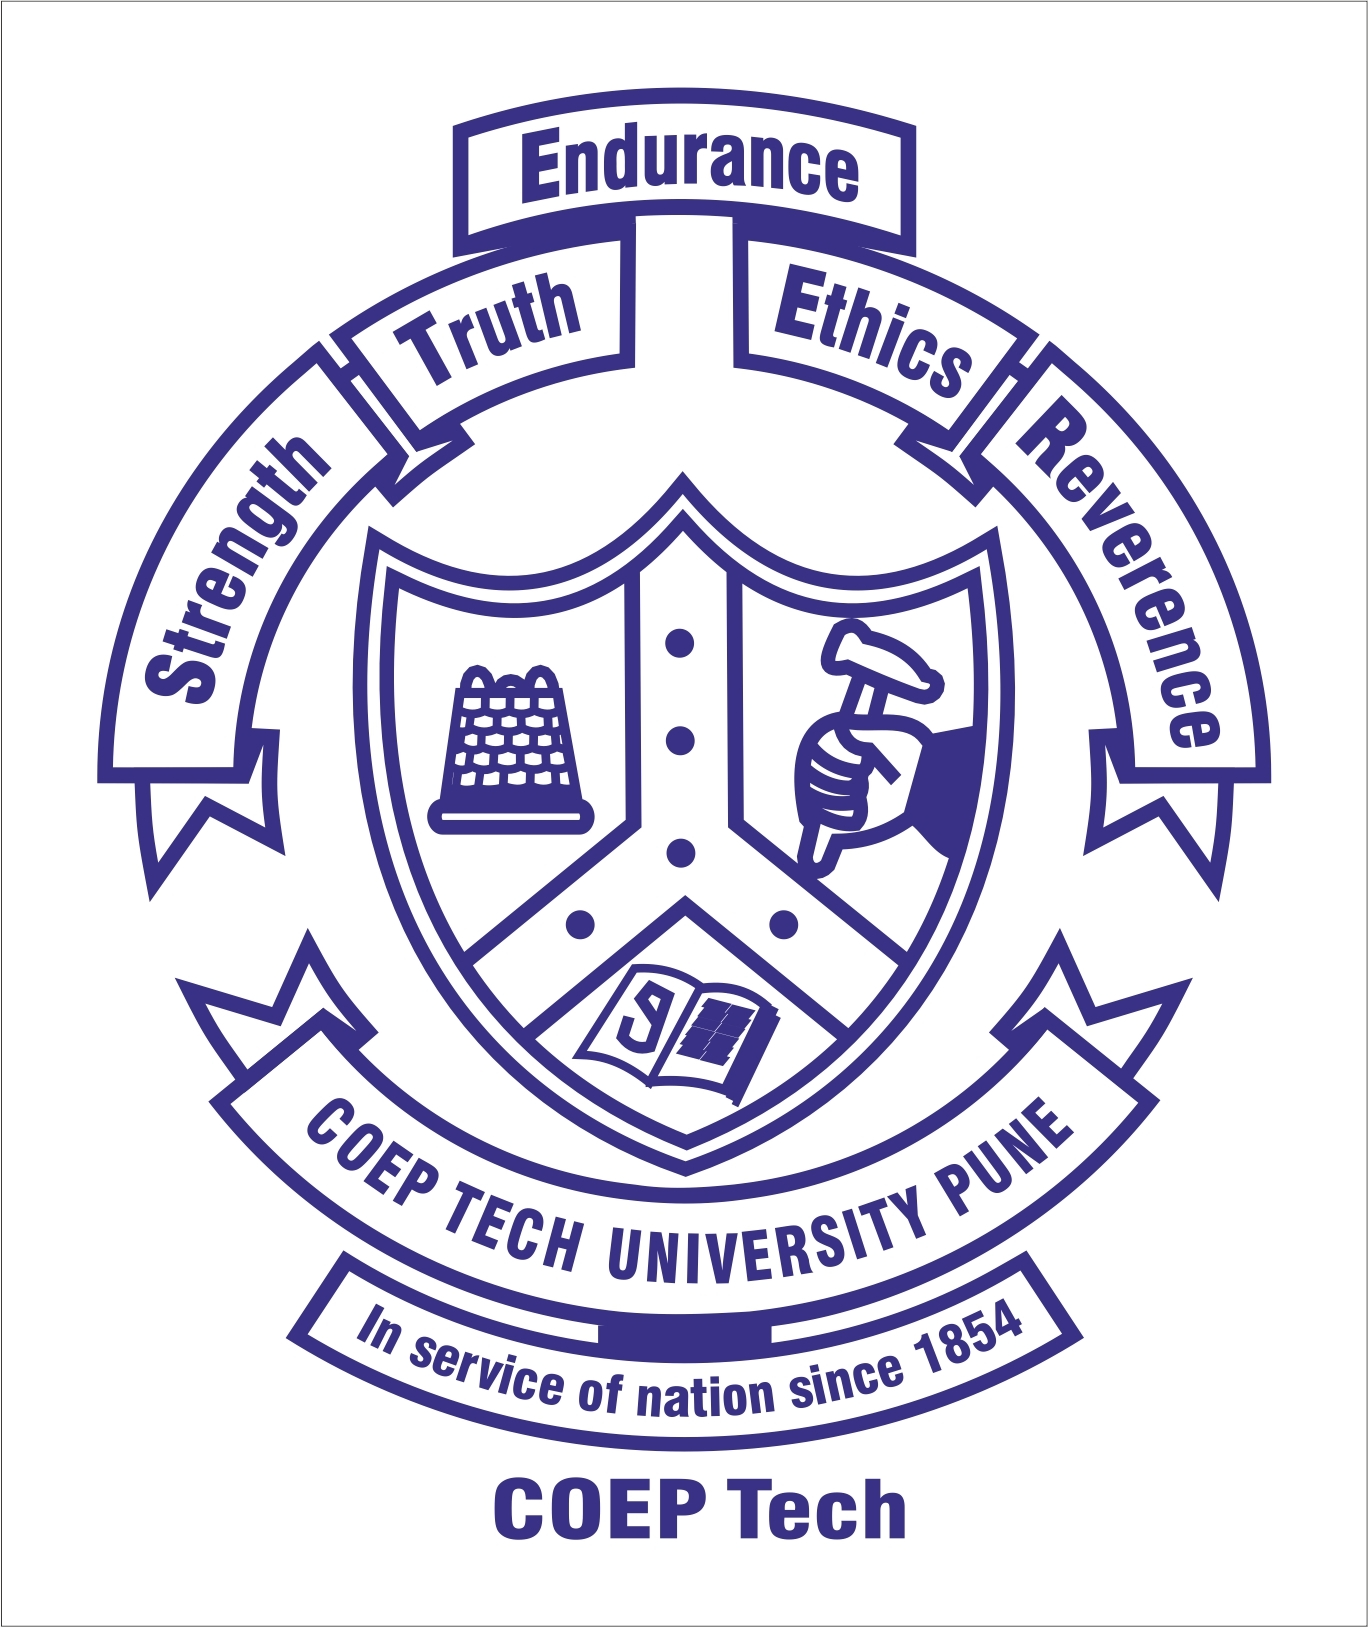 Endurance
Truth
Ethics
Strength
Reverence
COEP TECH UNIVERSITY PUNE
In service of nation since 1854
COEP Tech